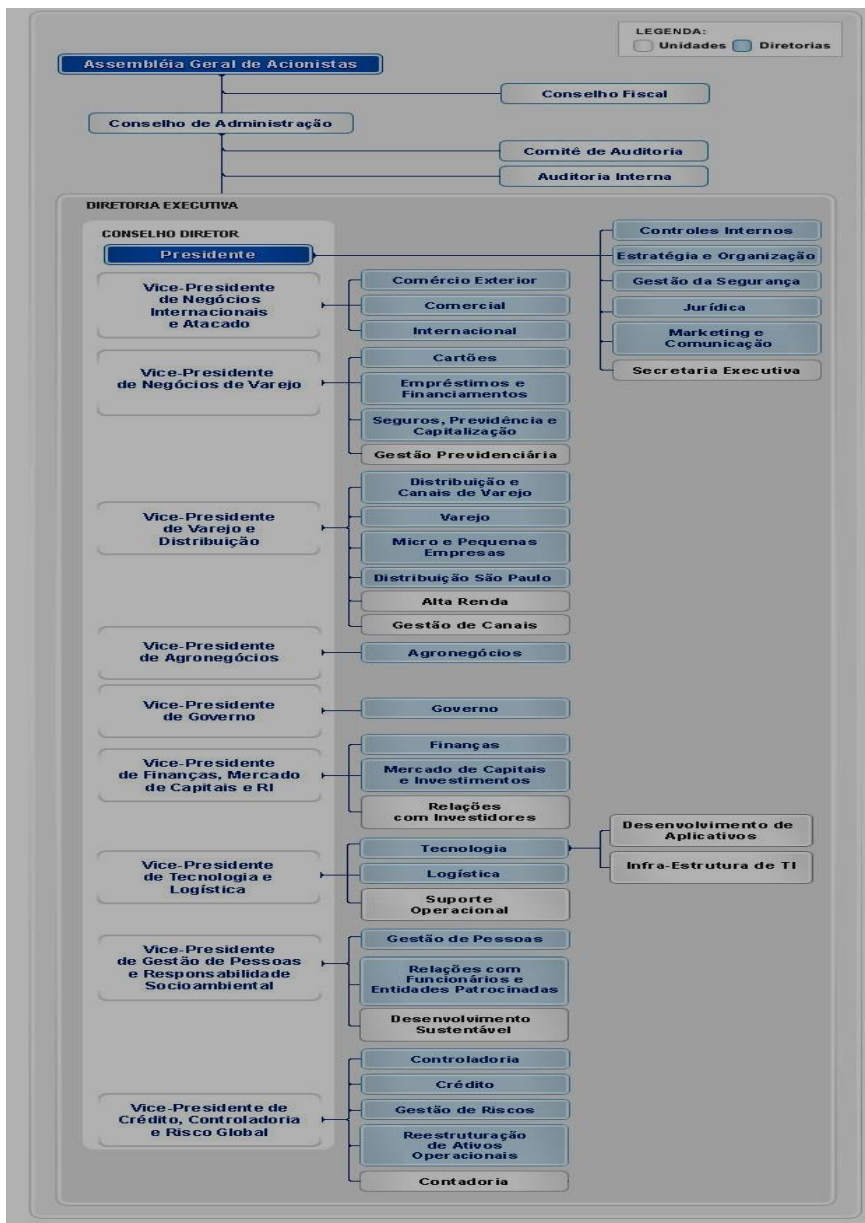 LEGENDA:
Unidades Diretorias
Assembléia Geral de Acionistas
Conselho Fiscal
Conselho de Administração
Comitê de Auditoria
Auditoria Interna
DIRETORIA EXECUTIVA
CONSELHO DIRETOR
Presidente
Controles Internos
Estratégia e Organização
Gestão da Segurança
Jurídica
Marketing e
Comunicação
Secretaria Executiva
Vice-Presidente
de Negócios
Internacionais
e Atacado
Comércio Exterior
Comercial
Internacional
Vice-Presidente
de Negócios de Varejo
Cartões
Empréstimos e
Financiamentos
Seguros, Previdência e
Capitalização
Gestão Previdenciária
Vice-Presidente
de Varejo e
Distribuição
Distribuição e
Canais de Varejo
Varejo
Micro e Pequenas
Empresas
Distribuição São Paulo
Alta Renda
Gestão de Canais
Vice-Presidente
de Agronegócios
Agronegócios
Vice-Presidente
de Governo
Governo
Vice-Presidente
de Finanças, Mercado
de Capitais e RI
Finanças
Mercado de Capitais
e Investimentos
Relações
com Investidores
Vice-Presidente
de Tecnologia e
Logística
Tecnologia
Logística
Suporte
Operacional
Desenvolvimento de
Aplicativos
Infra-Estrutura de TI
Vice-Presidente
de Gestão de Pessoas
e Responsabilidade
Socioambiental
Gestão de Pessoas
Relações com
Funcionários e
Entidades Patrocinadas
Desenvolvimento
Sustentável
Vice-Presidente de
Crédito, Controladoria
e Risco Global
Controladoria
Crédito
Gestão de Riscos
Reestruturação
de Ativos
Operacionais
Contadoria